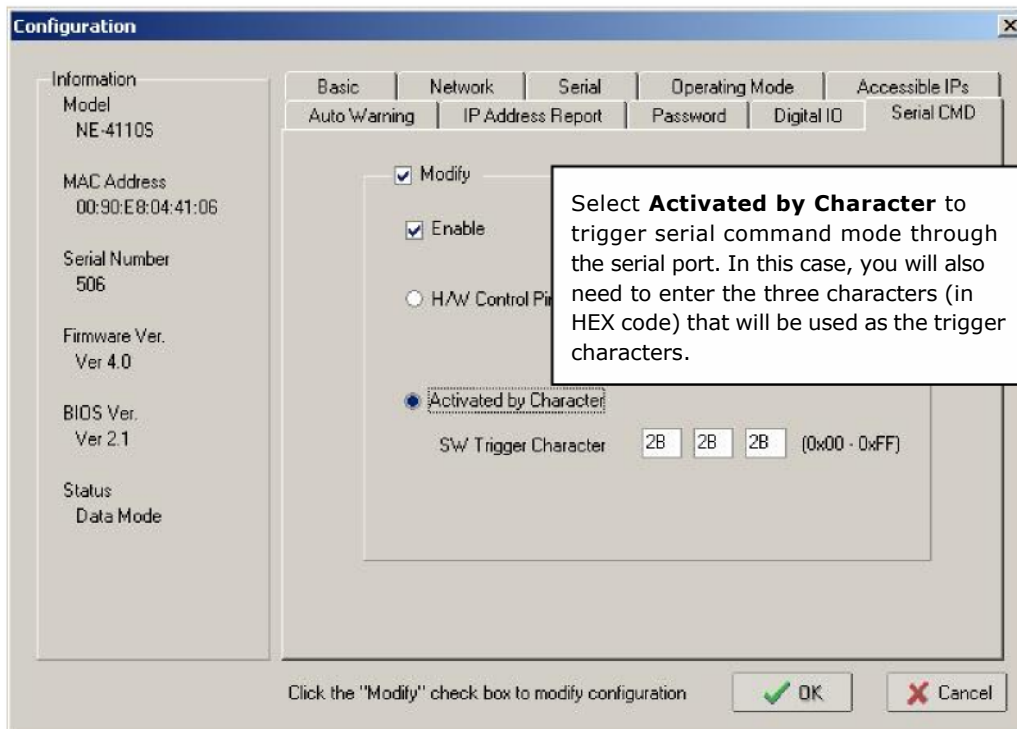 Configuration
Information
Model
NE-4110S
MAC Address
00:90:E8:04:41:06
Serial Number
506
Firmware Ver.
Ver 4.0
BIOS Ver.
Ver 2.1
Status
Data Mode
Basic Network Serial Operating Mode Accessible IPs
Auto Warning IP Address Report Password Digital IO Serial CMD
Modify
Enable
H/W Control
Select Activated by Character to
trigger serial command mode through
the serial port. In this case, you will also
need to enter the three characters (in
HEX code) that will be used as the trigger
characters.
Activated by Character
SW Trigger Character 2B 2B 2B (0x00 - 0xFF)
Click the "Modify" check box to modify configuration OK Cancel